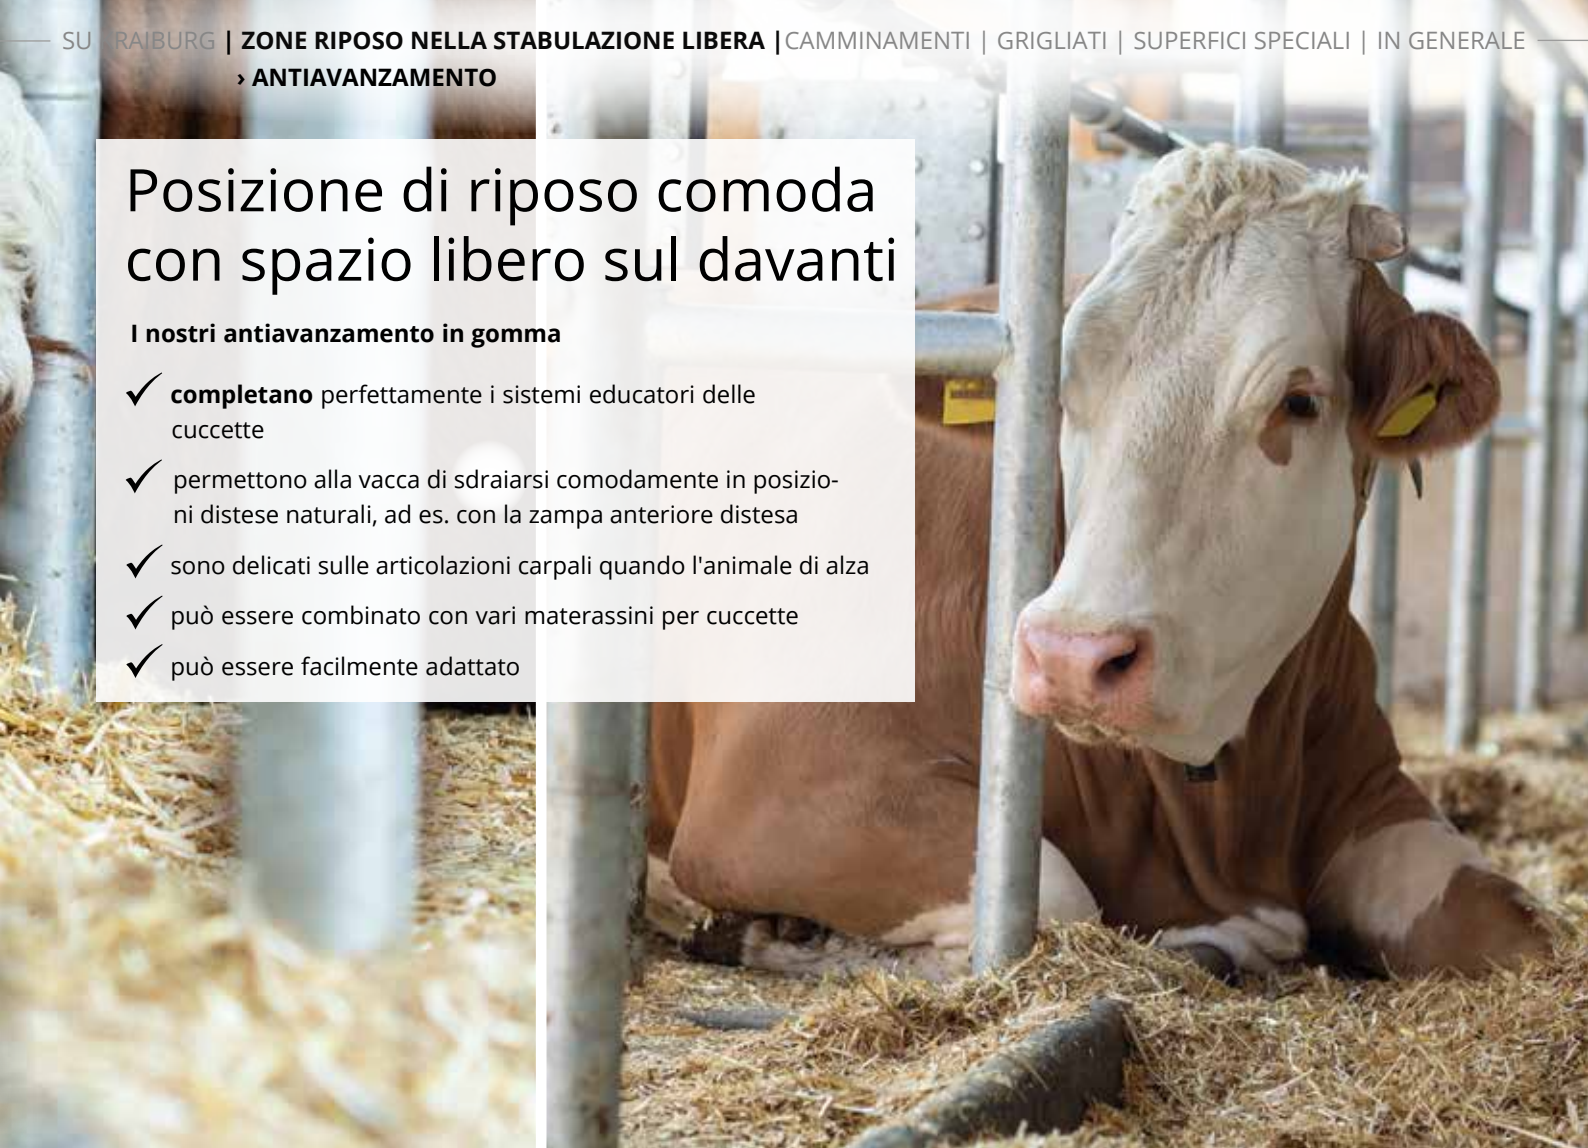 SU KRAIBURG | ZONE RIPOSO NELLA STABULAZIONE LIBERA | CAMMINAMENTI | GRIGLIATI | SUPERFICI SPECIALI | IN GENERALE
› ANTIAVANZAMENTO
Posizione di riposo comoda
con spazio libero sul davanti
I nostri antiavanzamento in gomma
completano perfettamente i sistemi educatori delle
cuccette
permettono alla vacca di sdraiarsi comodamente in posizio-
ni distese naturali, ad es. con la zampa anteriore distesa
sono delicati sulle articolazioni carpali quando l'animale di alza
può essere combinato con vari materassini per cuccette
può essere facilmente adattato